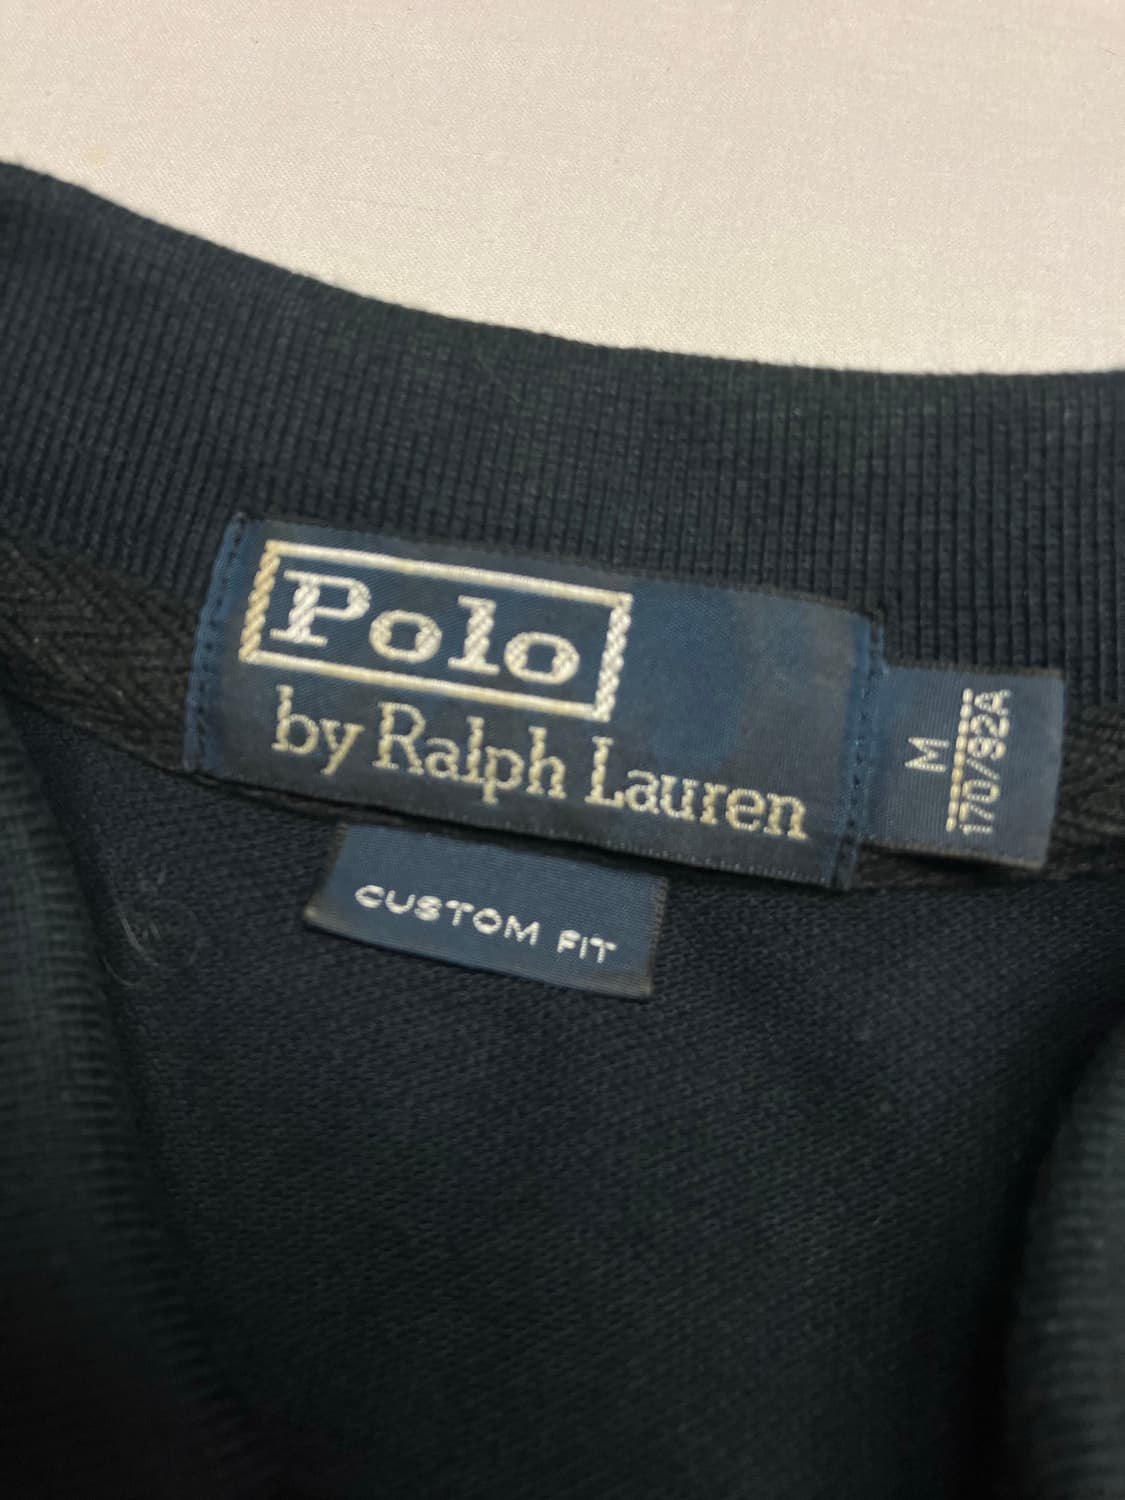 Polo
by Ralph Lauren
M
170/92A
CUSTOM FIT